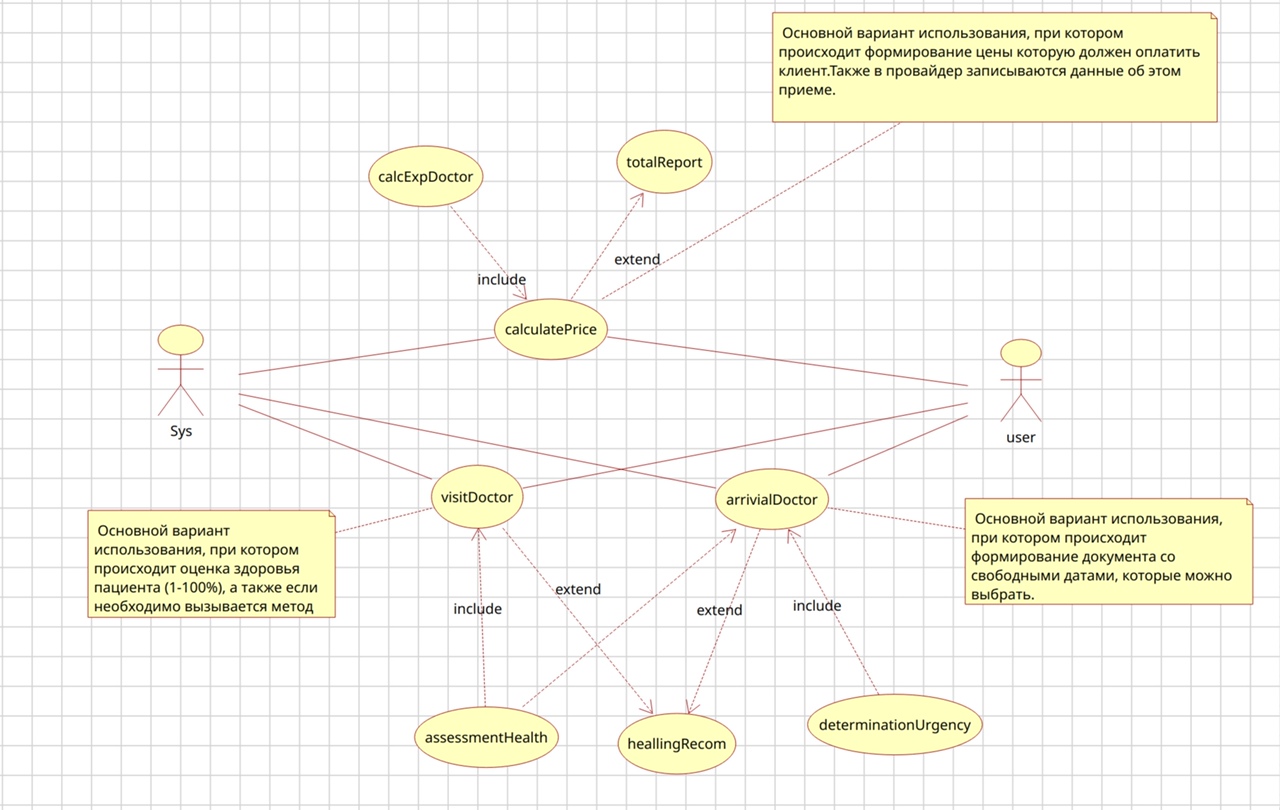 Основной вариант использования, при котором
происходит формирование цены которую должен оплатить
клиент.Также в провайдер записываются данные об этом
приеме.
totalReport
calcExpDoctor
extend
include
calculatePrice
Sys
user
visitDoctor
arrivialDoctor
Основной вариант
использования, при котором
происходит оценка здоровья
пациента (1-100%), а также если
необходимо вызывается метод
Основной вариант использования,
при котором происходит
формирование документа со
свободными датами, которые можно
выбрать.
extend
include
extend
include
assessmentHealth
heallingRecom
determinationUrgency